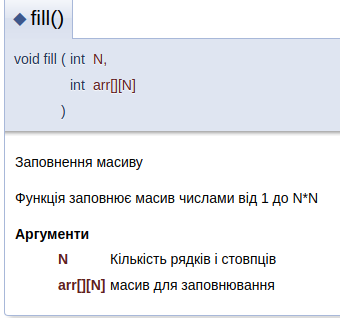 ◆ fill()
void fill ( int N,
int arr[][N]
)
Заповнення масиву
Функція заповнює масив числами від 1 до N*N
Аргументи
N Кількість рядків і стовпців
arr[][N] масив для заповнювання